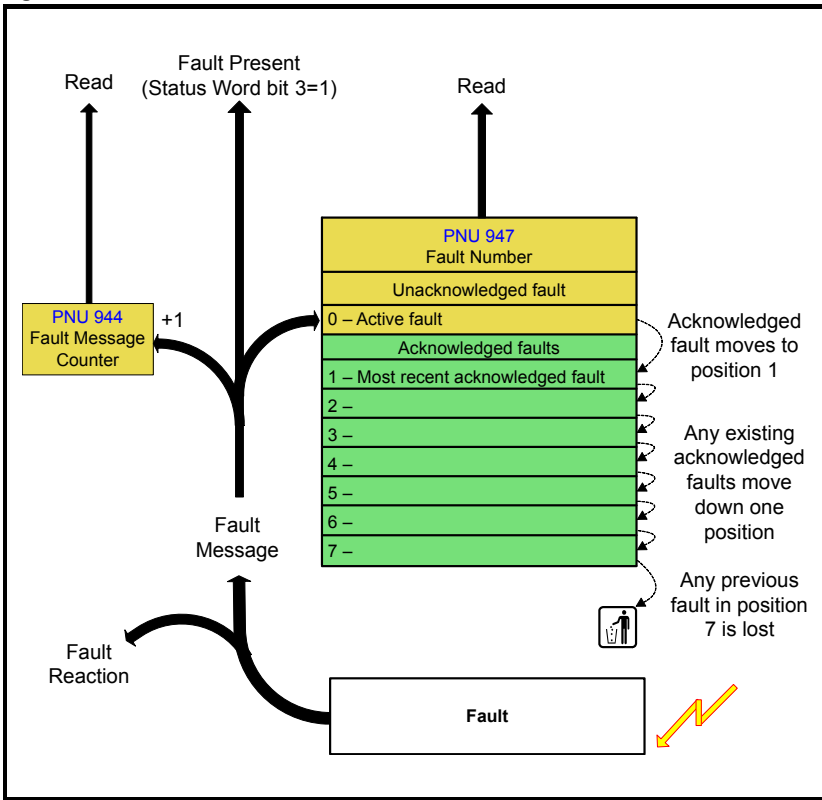 Read
Fault Present
(Status Word bit 3=1)
Read
PNU 947
Fault Number
Unacknowledged fault
0 – Active fault
Acknowledged faults
1 – Most recent acknowledged fault
2 –
3 –
4 –
5 –
6 –
7 –
PNU 944
Fault Message
Counter
+1
Acknowledged
fault moves to
position 1
Any existing
acknowledged
faults move
down one
position
Any previous
fault in position
7 is lost
Fault
Message
Fault
Reaction
Fault